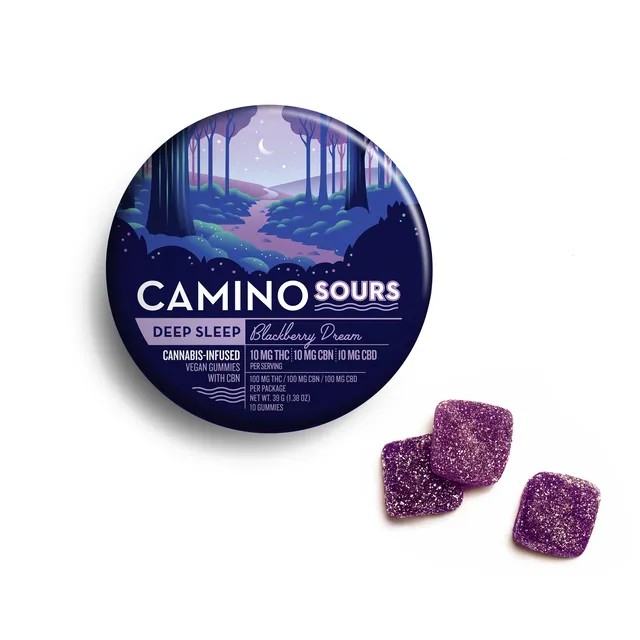 CAMINO SOURS
DEEP SLEEP Blackberry Dream
CANNABIS-INFUSED
VEGAN GUMMIES
WITH CBN
10 MG THC 10 MG CBN 10 MG CBD
PER SERVING
100 MG THC / 100 MG CBN / 100 MG CBD
PER PACKAGE
NET WT. 39 G (1.38 OZ)
10 GUMMIES